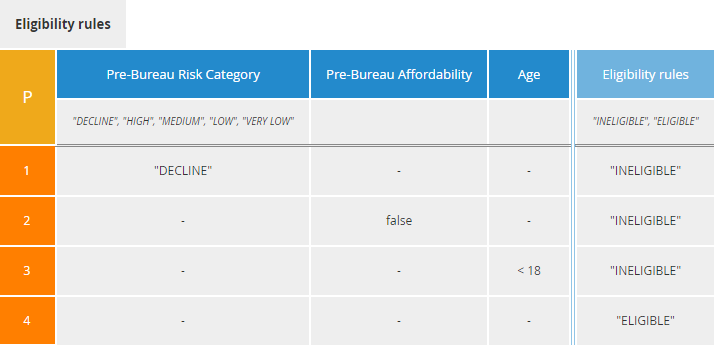 Eligibility rules
P Pre-Bureau Risk Category Pre-Bureau Affordability Age Eligibility rules
"DECLINE", "HIGH", "MEDIUM", "LOW", "VERY LOW" "INELIGIBLE", "ELIGIBLE"
1 "DECLINE" - - "INELIGIBLE"
2 - false - "INELIGIBLE"
3 - - < 18 "INELIGIBLE"
4 - - - "ELIGIBLE"